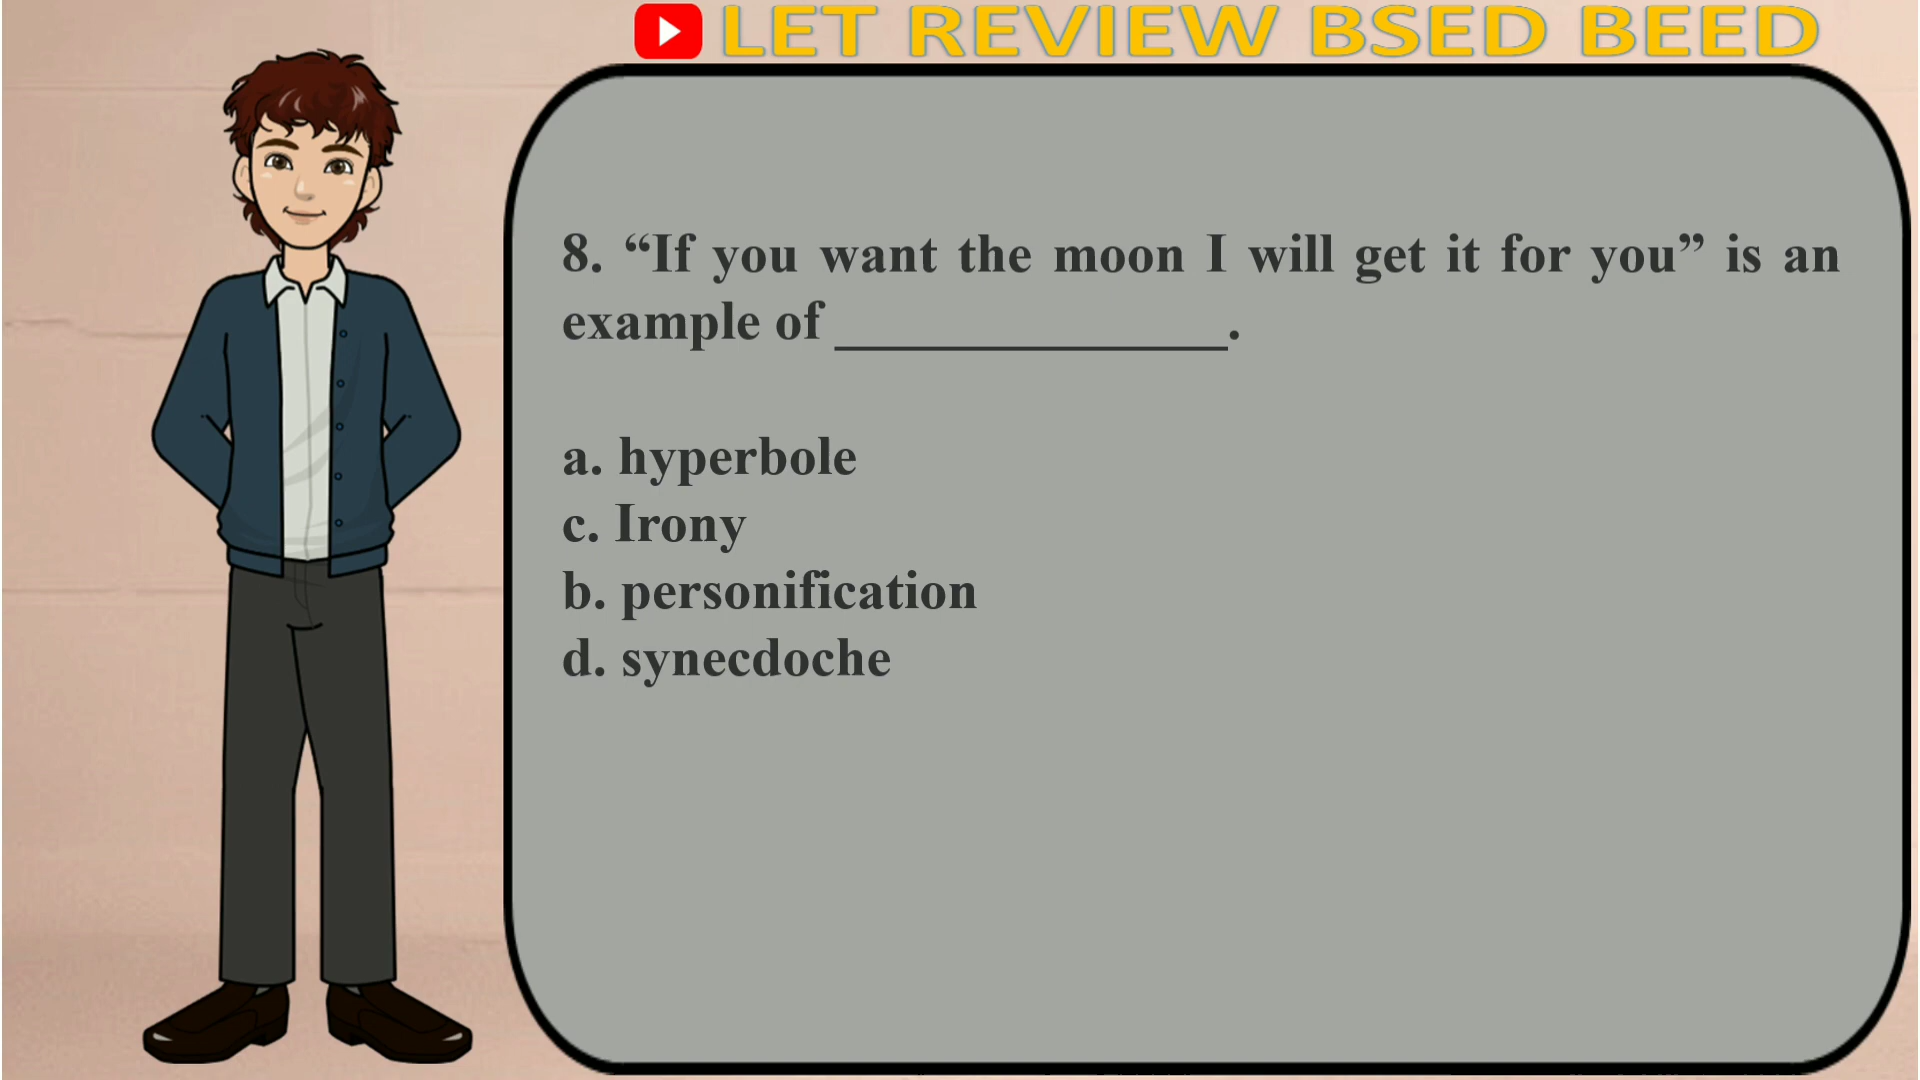 LET REVIEW BSED BEED
8. “If you want the moon I will get it for you” is an
example of _______________.
a. hyperbole
c. Irony
b. personification
d. synecdoche